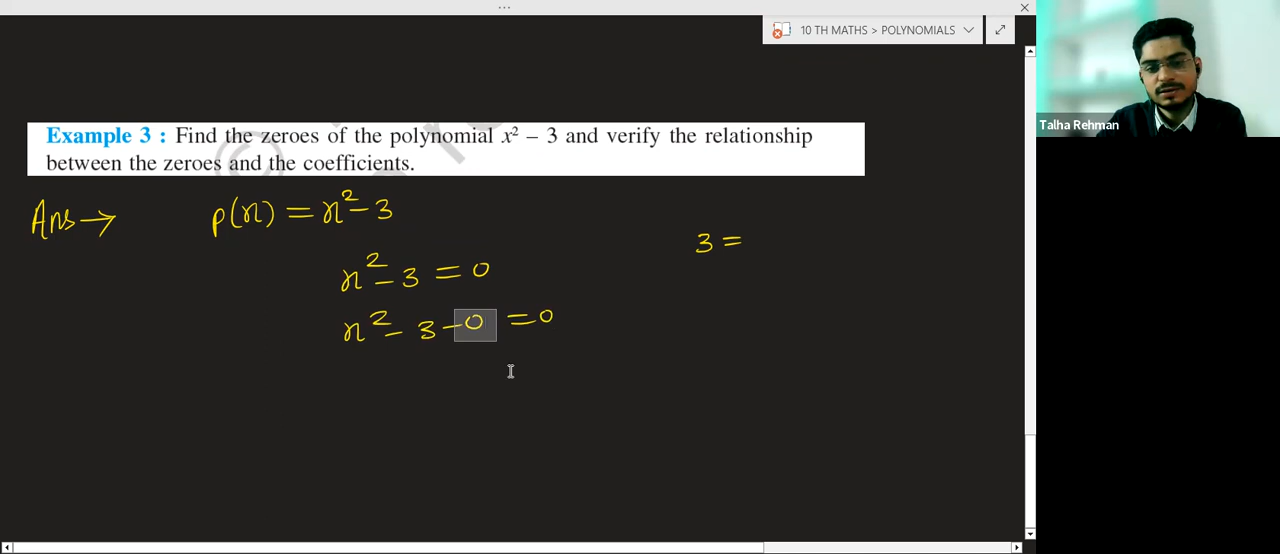 10 TH MATHS > POLYNOMIALS
Talha Rehman
Example 3 : Find the zeroes of the polynomial x² – 3 and verify the relationship
between the zeroes and the coefficients.
Ans → p(x) = x² - 3
x² - 3 = 0
3 =
x² - 3 - 0 = 0